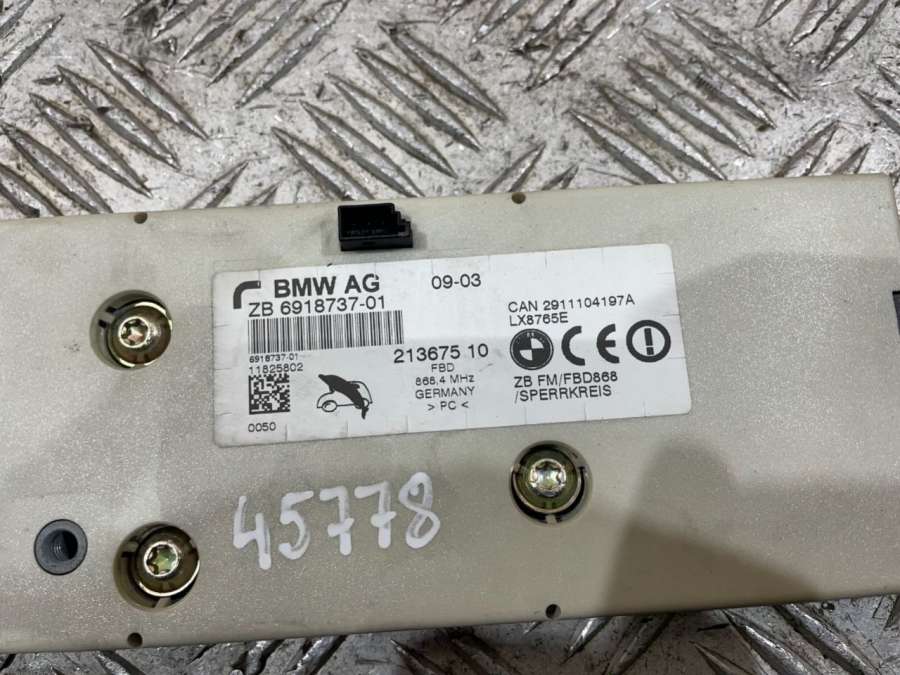 BMW AG 09-03
ZB 6918737-01
CAN 2911104197A
LX8765E
6918737-01
11825802
213675 10
FBD
868,4 MHz
GERMANY
> PC <
CE
ZB FM/FBD868
/SPERRKREIS
0050
45778